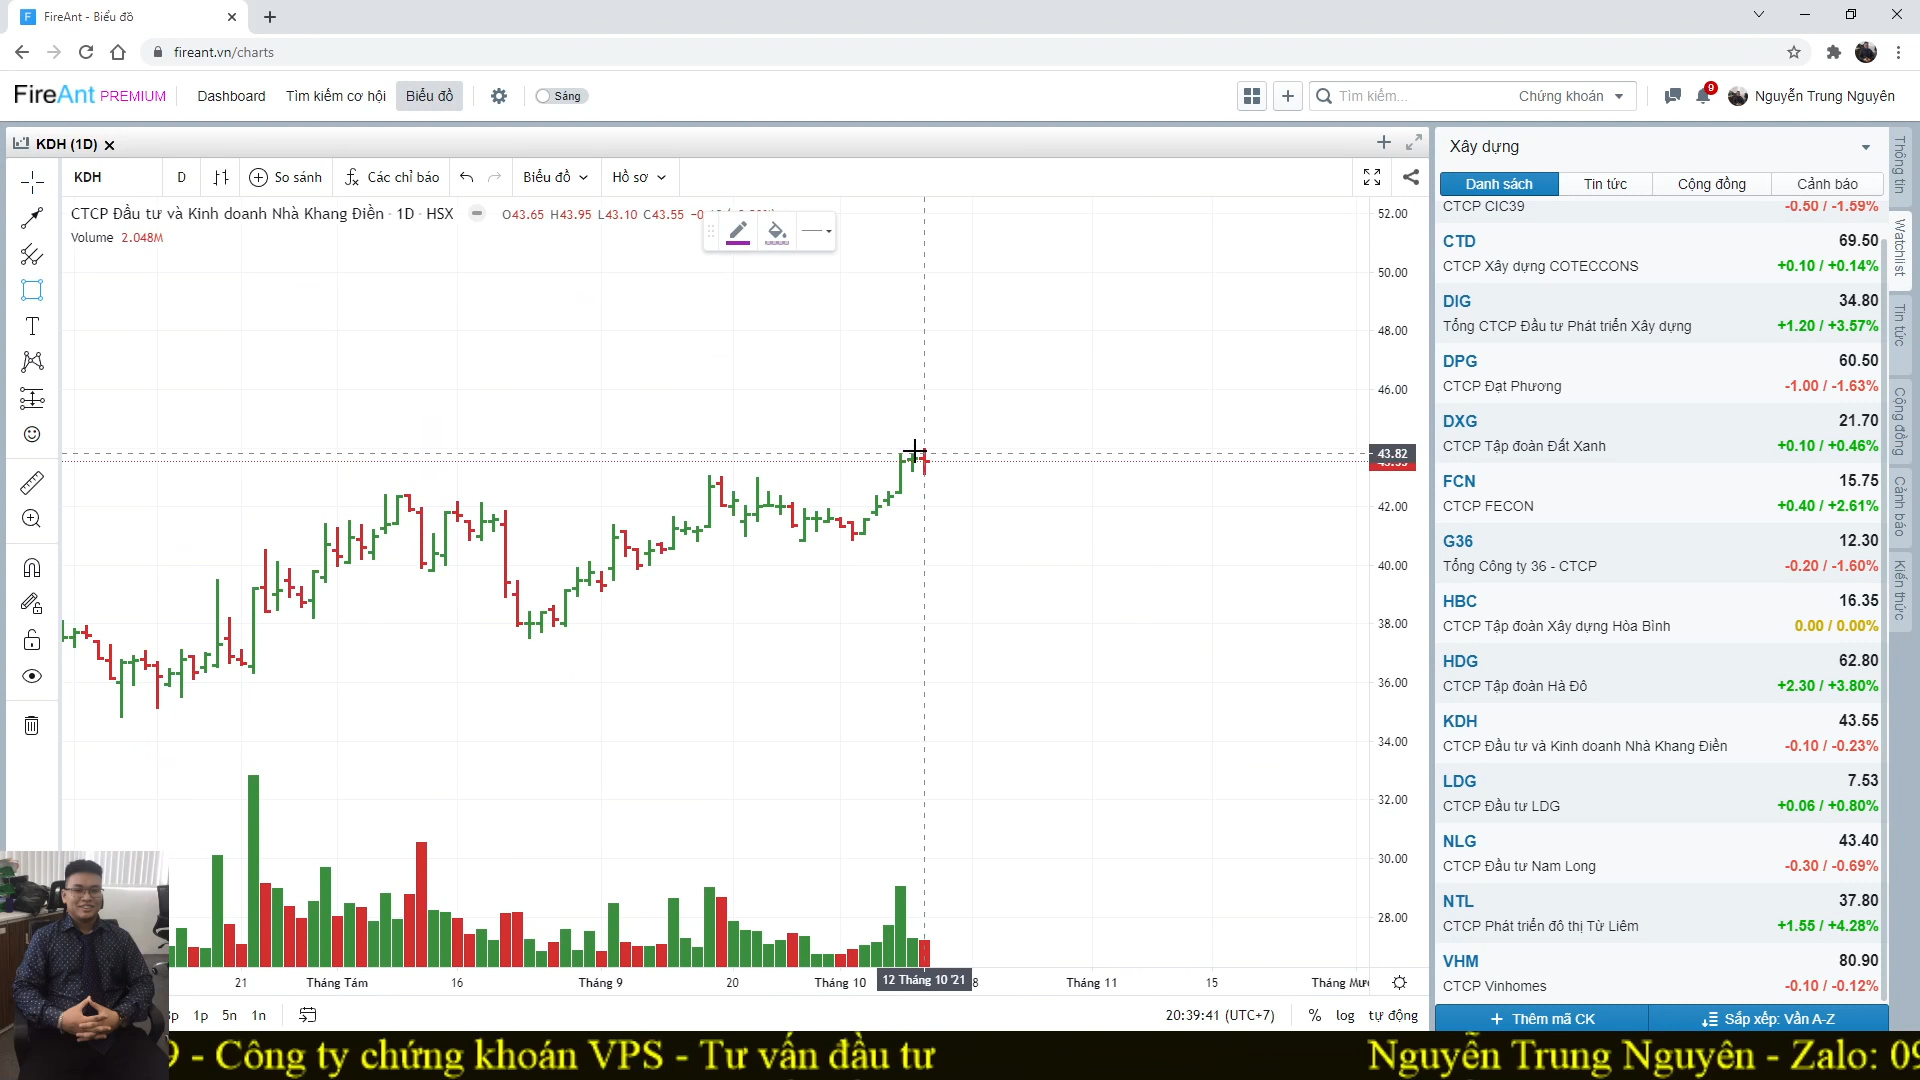 FireAnt - Biểu đồ
fireant.vn/charts
FireAnt PREMIUM
Dashboard
Tìm kiếm cơ hội
Biểu đồ
Sáng
Tìm kiếm...
Chứng khoán
9
Nguyễn Trung Nguyên
KDH (1D)
KDH
D
So sánh
Các chỉ báo
Biểu đồ
Hồ sơ
CTCP Đầu tư và Kinh doanh Nhà Khang Điền · 1D · HSX
O43.65 H43.95 L43.10 C43.55
Volume 2.048M
52.00
50.00
48.00
46.00
43.82
42.00
40.00
38.00
36.00
34.00
32.00
30.00
28.00
21
Tháng Tám
16
Tháng 9
20
Tháng 10
12 Tháng 10 '21
8
Tháng 11
15
1p 5n 1n
20:39:41 (UTC+7)
% log tự động
Xây dựng
Danh sách
Tin tức
Cộng đồng
Cảnh báo
CTCP CIC39 -0.50 / -1.59%
CTD 69.50
CTCP Xây dựng COTECCONS +0.10 / +0.14%
DIG 34.80
Tổng CTCP Đầu tư Phát triển Xây dựng +1.20 / +3.57%
DPG 60.50
CTCP Đạt Phương -1.00 / -1.63%
DXG 21.70
CTCP Tập đoàn Đất Xanh +0.10 / +0.46%
FCN 15.75
CTCP FECON +0.40 / +2.61%
G36 12.30
Tổng Công ty 36 - CTCP -0.20 / -1.60%
HBC 16.35
CTCP Tập đoàn Xây dựng Hòa Bình 0.00 / 0.00%
HDG 62.80
CTCP Tập đoàn Hà Đô +2.30 / +3.80%
KDH 43.55
CTCP Đầu tư và Kinh doanh Nhà Khang Điền -0.10 / -0.23%
LDG 7.53
CTCP Đầu tư LDG +0.06 / +0.80%
NLG 43.40
CTCP Đầu tư Nam Long -0.30 / -0.69%
NTL 37.80
CTCP Phát triển đô thị Từ Liêm +1.55 / +4.28%
VHM 80.90
CTCP Vinhomes -0.10 / -0.12%
Thêm mã CK
Sắp xếp: Vần A-Z
Thông tin
Watchlist
Tin tức
Cộng đồng
Cảnh báo
Kiến thức
9 - Công ty chứng khoán VPS - Tư vấn đầu tư
Nguyễn Trung Nguyên - Zalo: 09